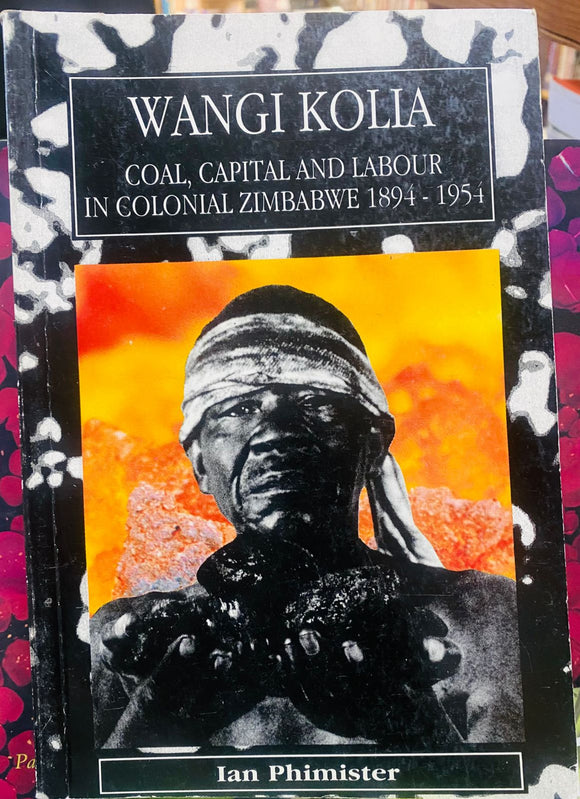 WANGI KOLIA
COAL, CAPITAL AND LABOUR
IN COLONIAL ZIMBABWE 1894 - 1954
Ian Phimister